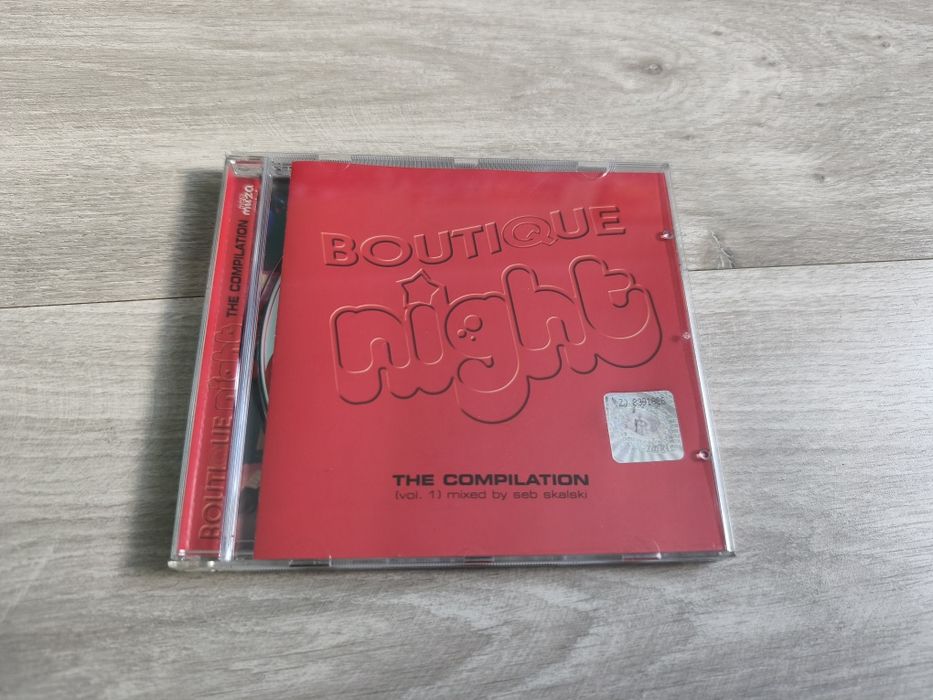 BOUTIQUE
night
THE COMPILATION
(vol. 1) mixed by seb skalski
BOUTIQUE night THE COMPILATION